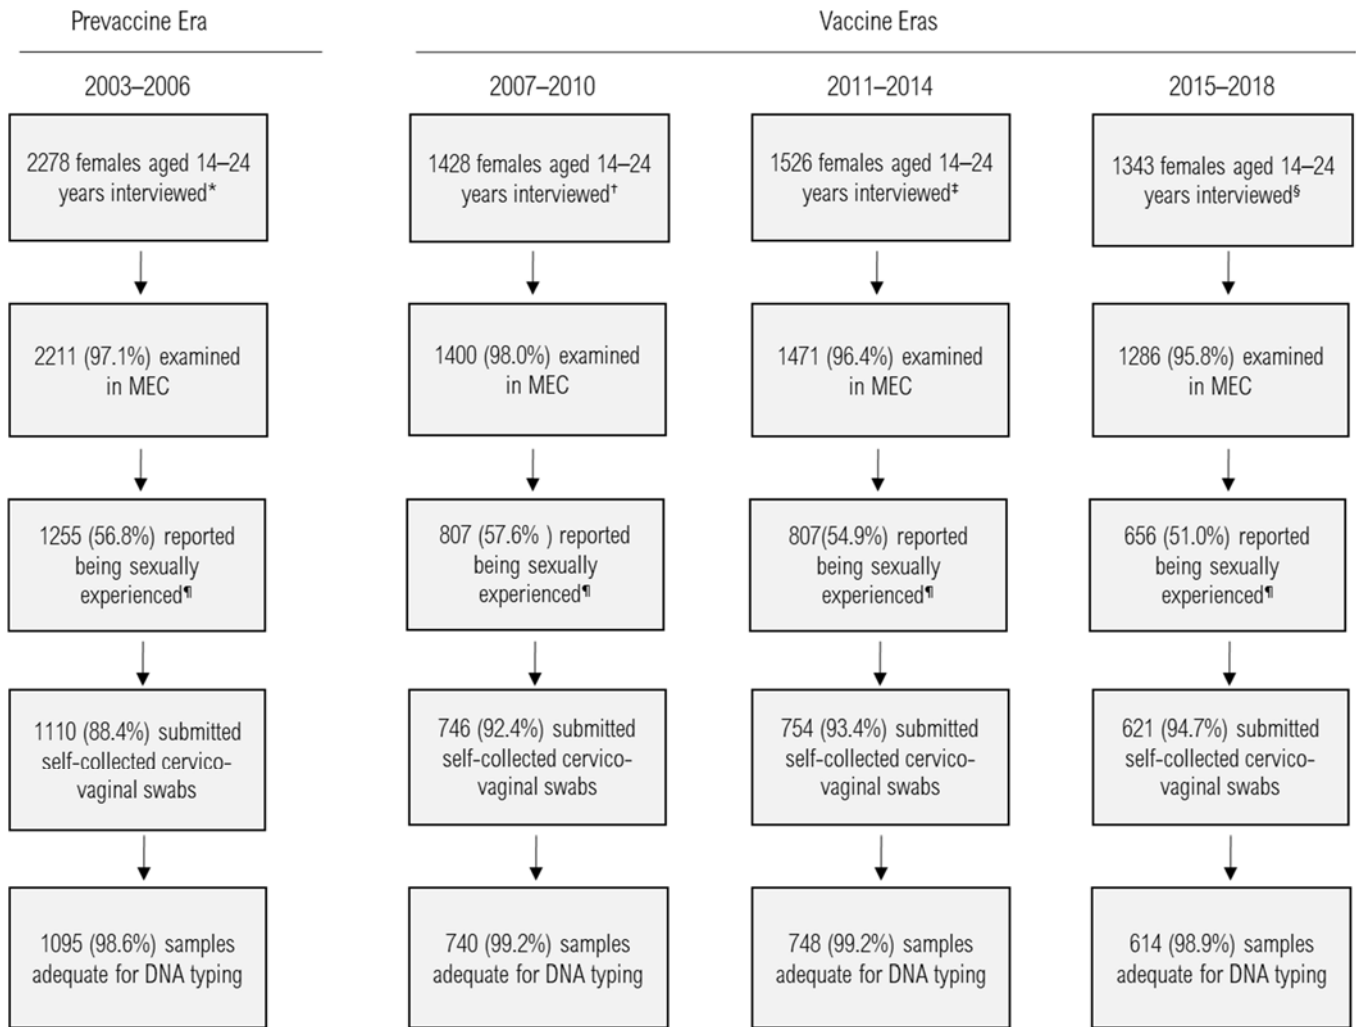 Prevaccine Era
Vaccine Eras
2003–2006
2007–2010
2011–2014
2015–2018
2278 females aged 14–24
years interviewed*
1428 females aged 14–24
years interviewed†
1526 females aged 14–24
years interviewed‡
1343 females aged 14–24
years interviewed§
2211 (97.1%) examined
in MEC
1400 (98.0%) examined
in MEC
1471 (96.4%) examined
in MEC
1286 (95.8%) examined
in MEC
1255 (56.8%) reported
being sexually
experienced¶
807 (57.6% ) reported
being sexually
experienced¶
807(54.9%) reported
being sexually
experienced¶
656 (51.0%) reported
being sexually
experienced¶
1110 (88.4%) submitted
self-collected cervico-
vaginal swabs
746 (92.4%) submitted
self-collected cervico-
vaginal swabs
754 (93.4%) submitted
self-collected cervico-
vaginal swabs
621 (94.7%) submitted
self-collected cervico-
vaginal swabs
1095 (98.6%) samples
adequate for DNA typing
740 (99.2%) samples
adequate for DNA typing
748 (99.2%) samples
adequate for DNA typing
614 (98.9%) samples
adequate for DNA typing